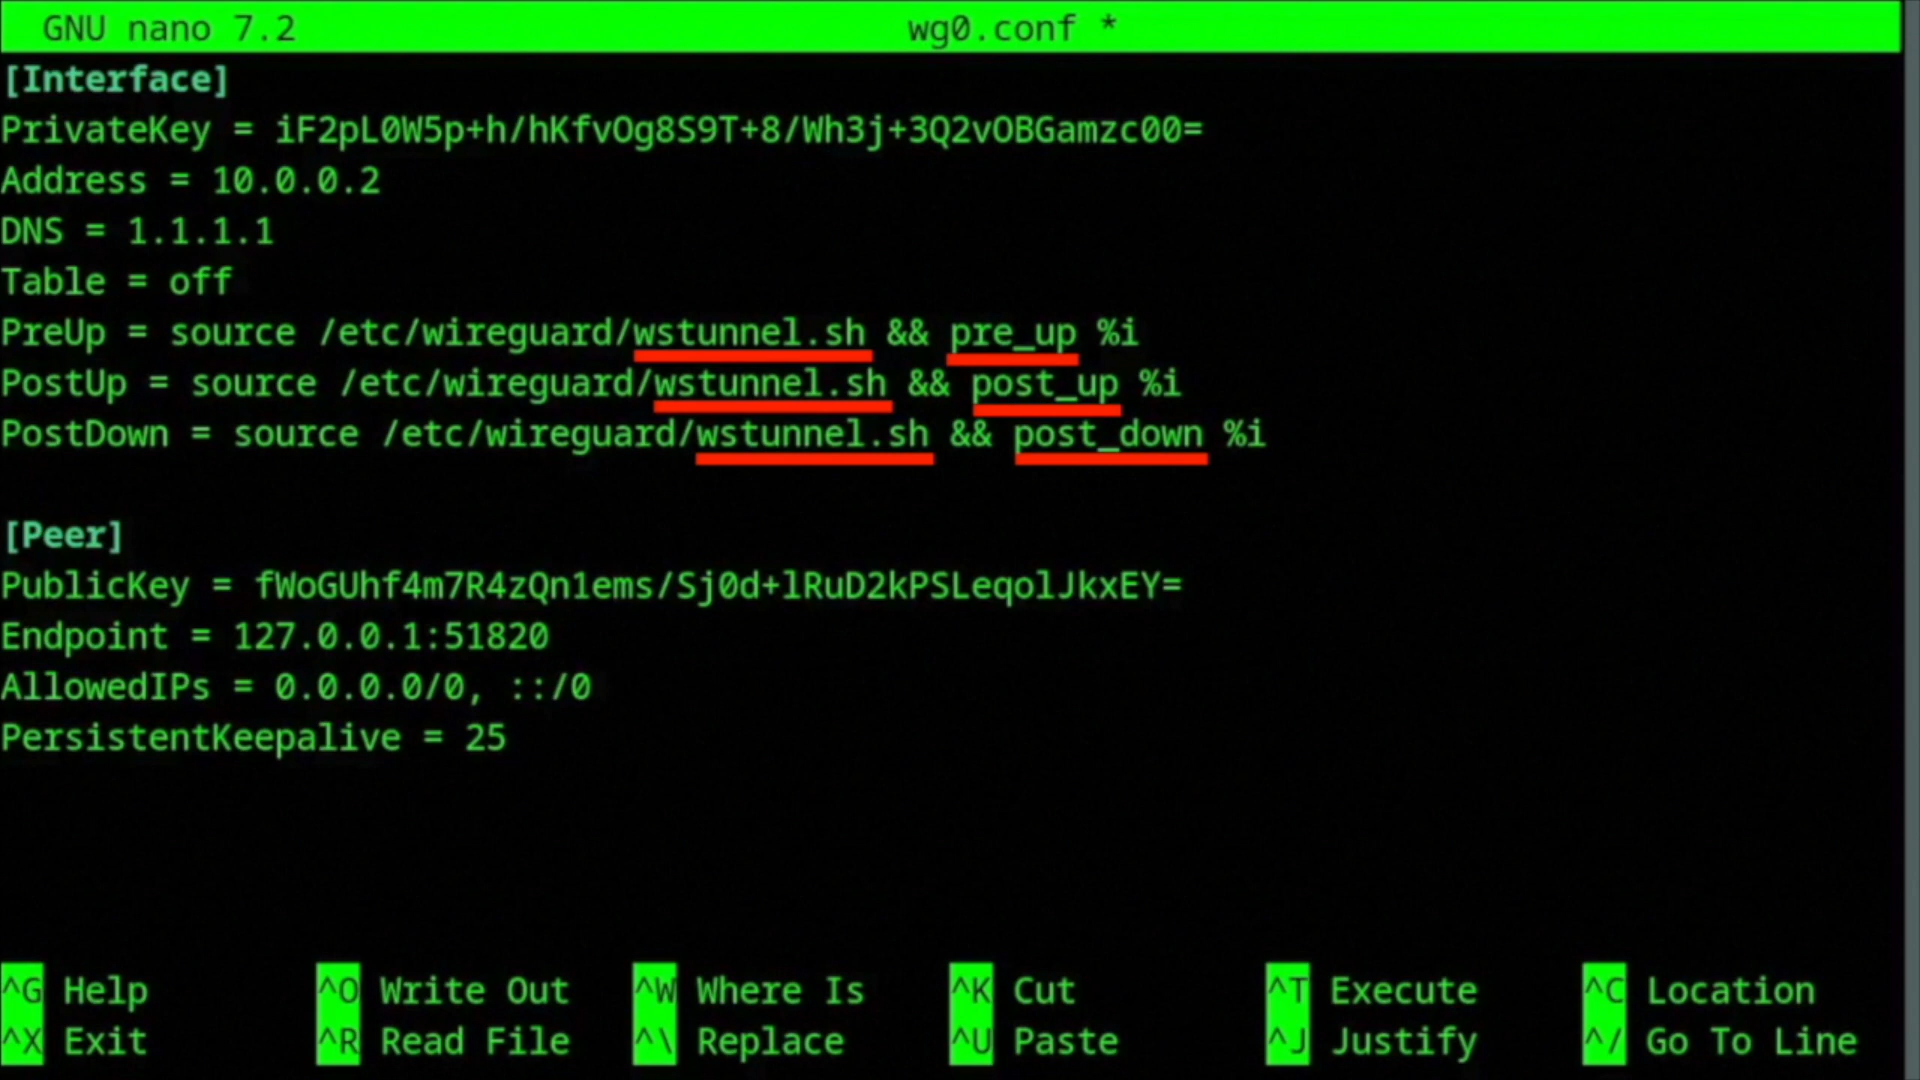 GNU nano 7.2 wg0.conf *
[Interface]
PrivateKey = iF2pL0W5p+h/hKfvOg8S9T+8/Wh3j+3Q2vOBGamzc00=
Address = 10.0.0.2
DNS = 1.1.1.1
Table = off
PreUp = source /etc/wireguard/wstunnel.sh && pre_up %i
PostUp = source /etc/wireguard/wstunnel.sh && post_up %i
PostDown = source /etc/wireguard/wstunnel.sh && post_down %i
[Peer]
PublicKey = fWoGUhf4m7R4zQn1ems/Sj0d+lRuD2kPSLeqolJkxEY=
Endpoint = 127.0.0.1:51820
AllowedIPs = 0.0.0.0/0, ::/0
PersistentKeepalive = 25
^G Help ^O Write Out ^W Where Is ^K Cut ^T Execute ^C Location
^X Exit ^R Read File ^\ Replace ^U Paste ^J Justify ^/ Go To Line